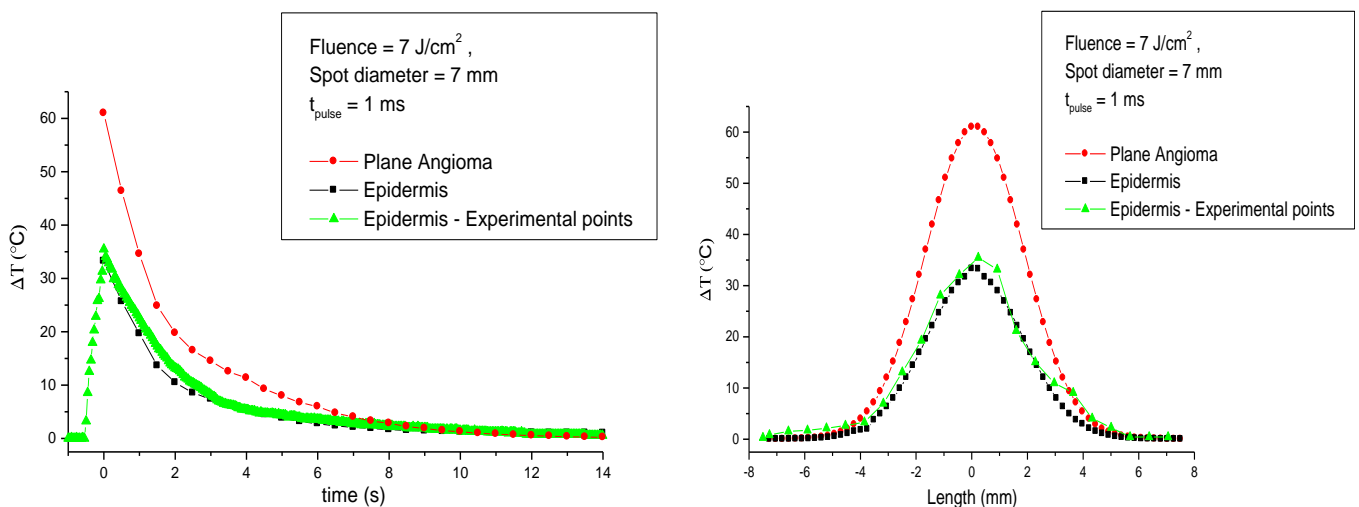 Fluence = 7 J/cm² ,
Spot diameter = 7 mm
t_pulse = 1 ms
Plane Angioma
Epidermis
Epidermis - Experimental points
60
50
40
30
20
10
0
ΔT (°C)
0 2 4 6 8 10 12 14
time (s)
Fluence = 7 J/cm² ,
Spot diameter = 7 mm
t_pulse = 1 ms
Plane Angioma
Epidermis
Epidermis - Experimental points
60
50
40
30
20
10
0
ΔT (°C)
-8 -6 -4 -2 0 2 4 6 8
Length (mm)